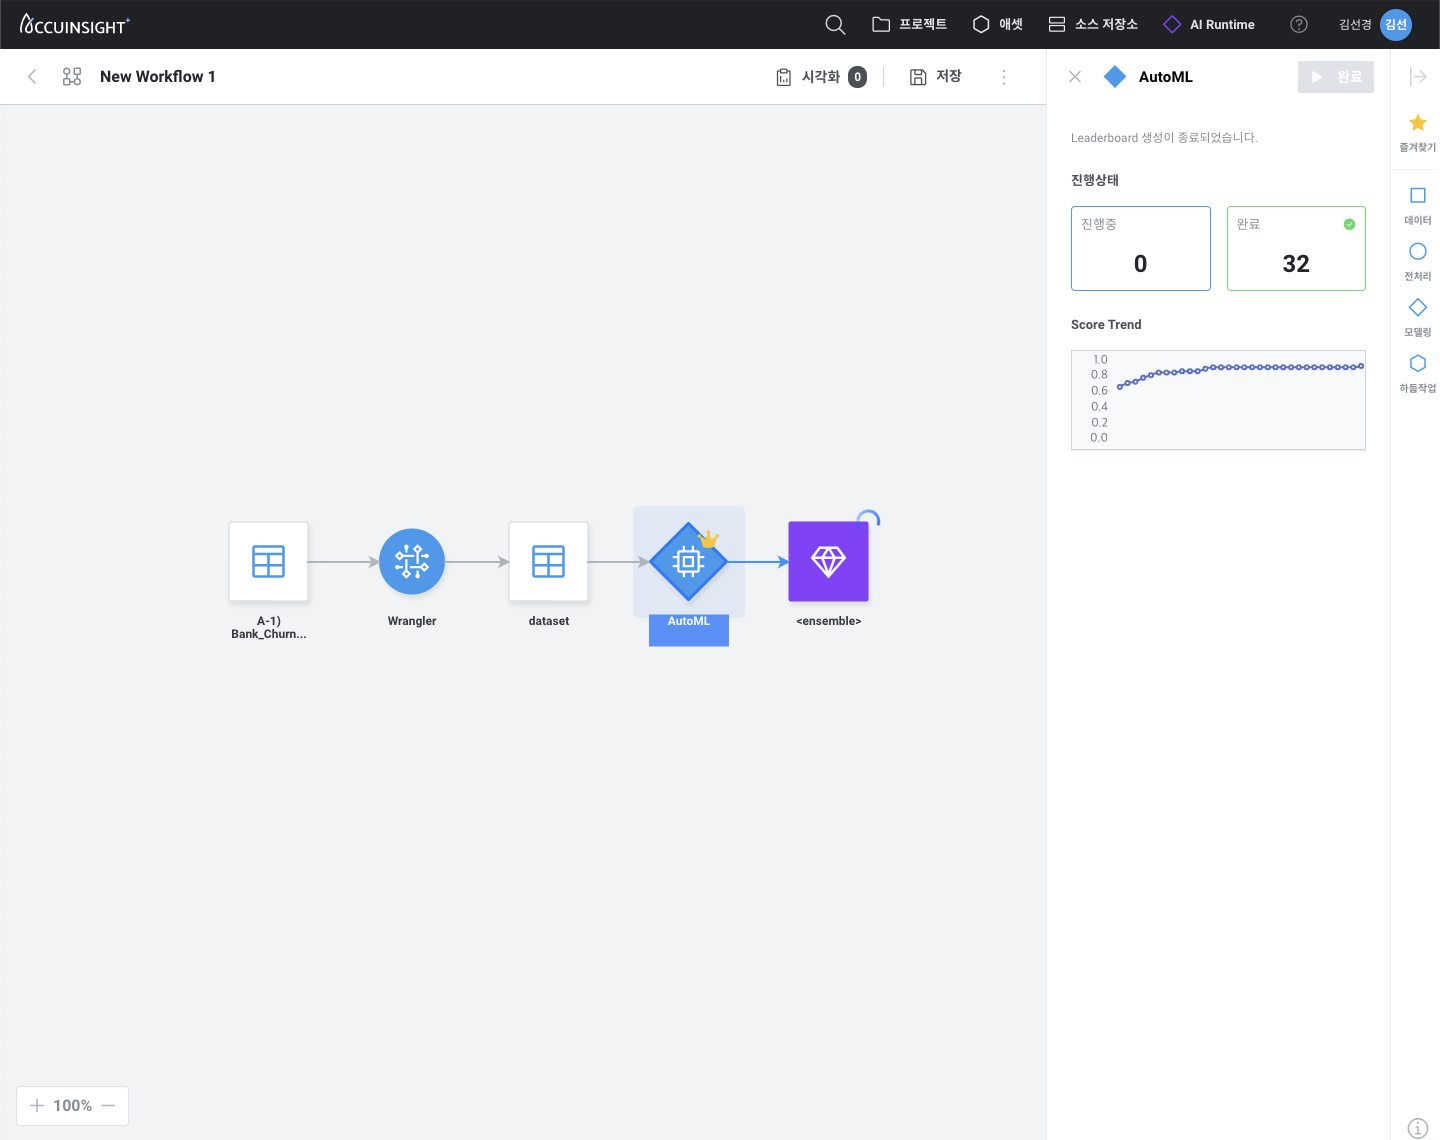 ACCUINSIGHT+
프로젝트
애셋
소스 저장소
AI Runtime
김선경
김선
New Workflow 1
시각화 0
저장
AutoML
완료
Leaderboard 생성이 종료되었습니다.
진행상태
진행중
0
완료
32
Score Trend
1.0
0.8
0.6
0.4
0.2
0.0
즐겨찾기
데이터
전처리
모델링
하둡작업
A-1)
Bank_Churn...
Wrangler
dataset
AutoML
<ensemble>
100%